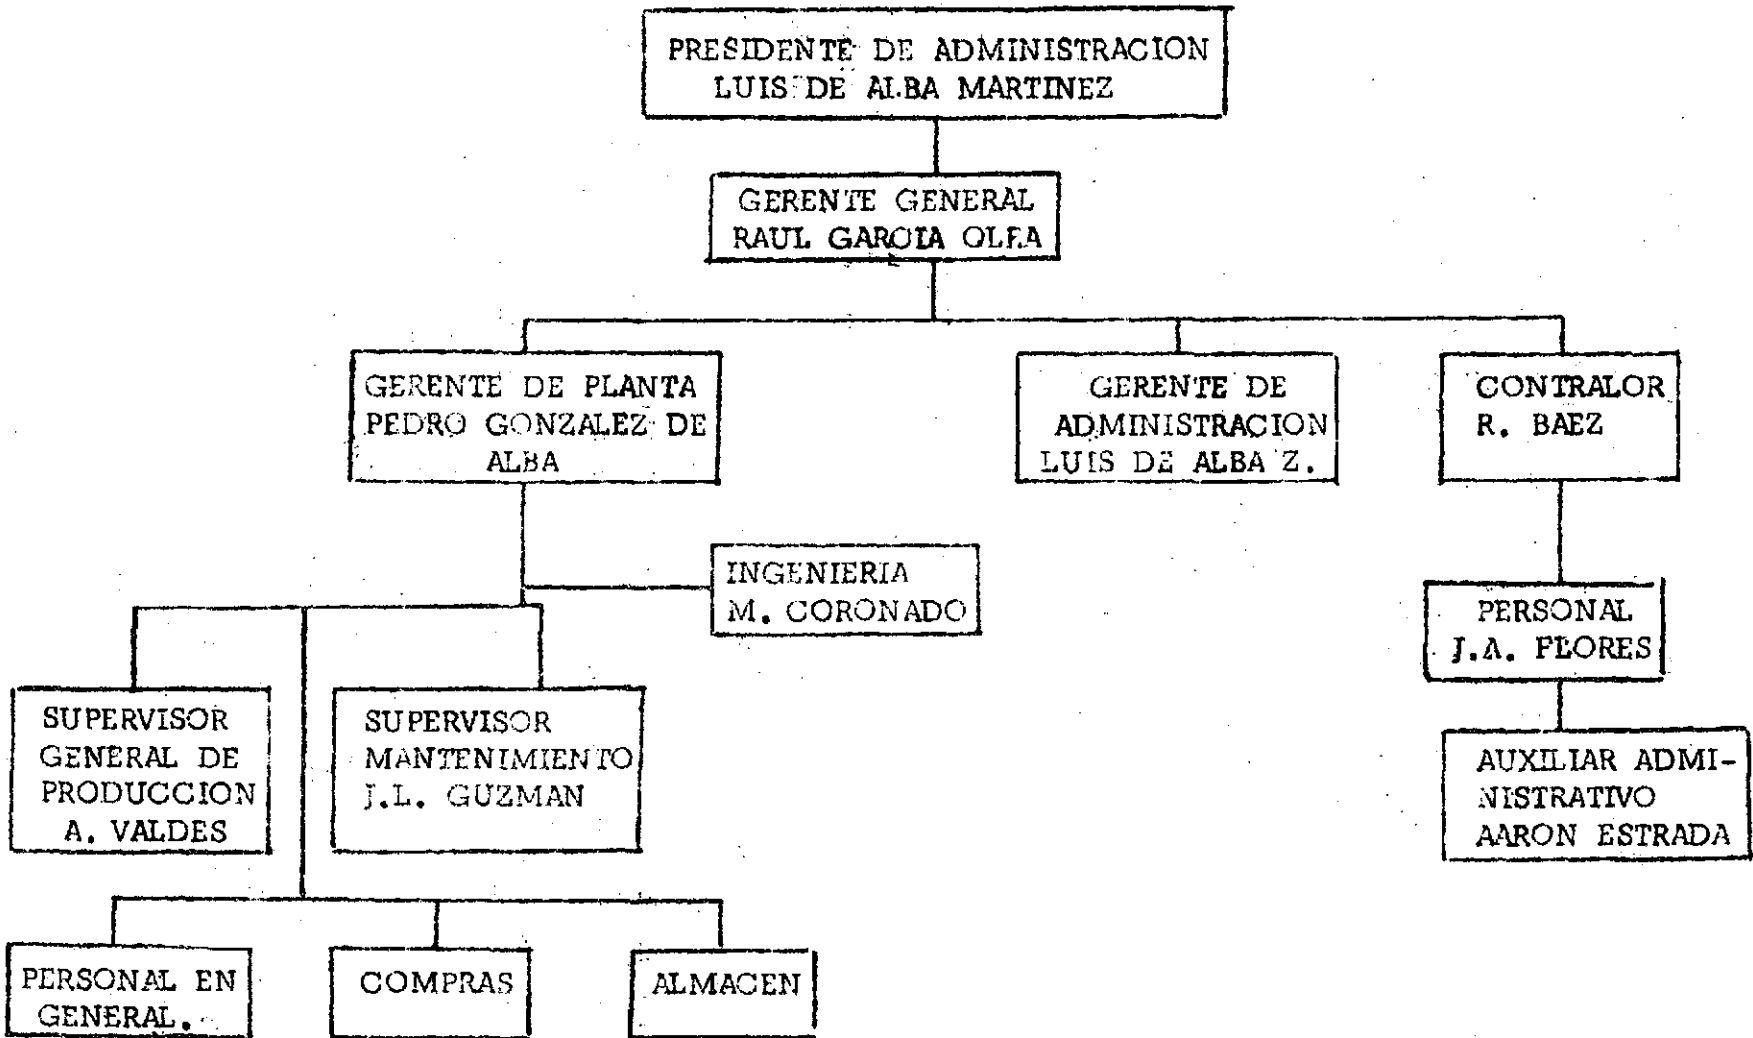 PRESIDENTE DE ADMINISTRACION
LUIS DE ALBA MARTINEZ
GERENTE GENERAL
RAUL GARCIA OLEA
GERENTE DE PLANTA
PEDRO GONZALEZ DE
ALBA
GERENTE DE
ADMINISTRACION
LUIS DE ALBA Z.
CONTRALOR
R. BAEZ
INGENIERIA
M. CORONADO
PERSONAL
J.A. FLORES
SUPERVISOR
GENERAL DE
PRODUCCION
A. VALDES
SUPERVISOR
MANTENIMIENTO
J.L. GUZMAN
AUXILIAR ADMI-
NISTRATIVO
AARON ESTRADA
PERSONAL EN
GENERAL.
COMPRAS
ALMACEN